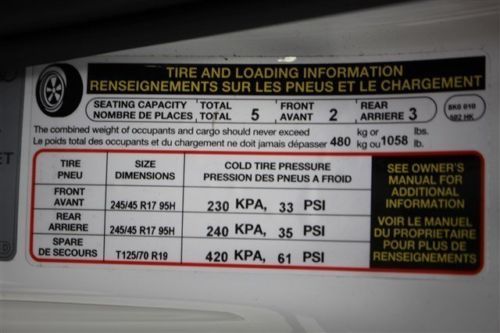 TIRE AND LOADING INFORMATION
RENSEIGNEMENTS SUR LES PNEUS ET LE CHARGEMENT
SEATING CAPACITY TOTAL 5 FRONT 2 REAR 3
NOMBRE DE PLACES TOTAL AVANT ARRIERE
8K0 010
502 HK
The combined weight of occupants and cargo should never exceed 480 kg or 1058 lbs.
Le poids total des occupants et du chargement ne doit jamais dépasser kg ou lb.
TIRE SIZE COLD TIRE PRESSURE
PNEU DIMENSIONS PRESSION DES PNEUS A FROID
FRONT
AVANT 245/45 R17 95H 230 KPA, 33 PSI
REAR
ARRIERE 245/45 R17 95H 240 KPA, 35 PSI
SPARE
DE SECOURS T125/70 R19 420 KPA, 61 PSI
SEE OWNER'S
MANUAL FOR
ADDITIONAL
INFORMATION
VOIR LE MANUEL
DU PROPRIETAIRE
POUR PLUS DE
RENSEIGNEMENTS
ET